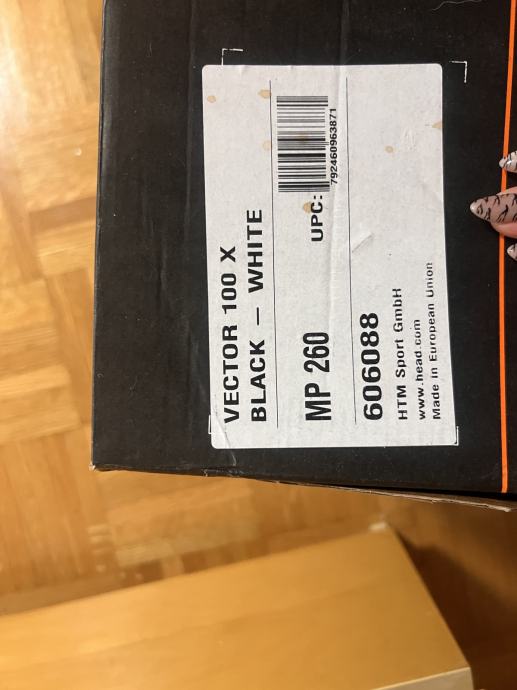 VECTOR 100 X
BLACK – WHITE
MP 260
UPC:
792460963871
606088
HTM Sport GmbH
www.head.com
Made in European Union